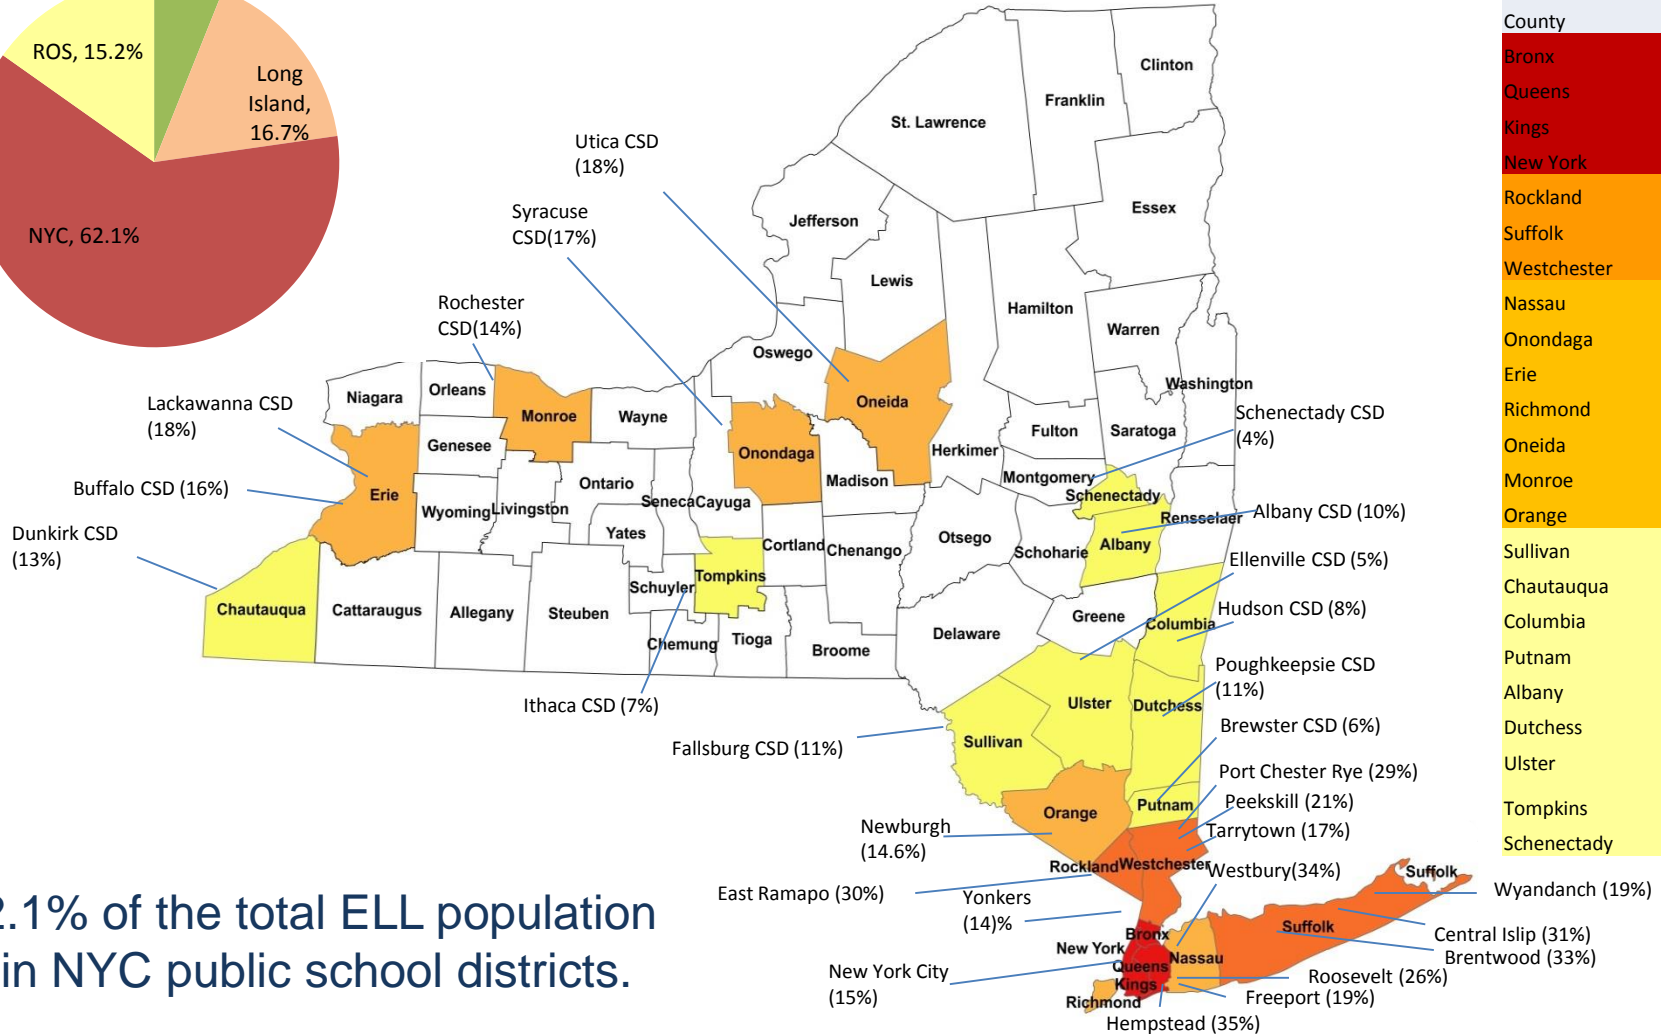 ROS, 15.2%
Long
Island,
16.7%
NYC, 62.1%
Utica CSD
(18%)
Syracuse
CSD(17%)
Rochester
CSD(14%)
Lackawanna CSD
(18%)
Buffalo CSD (16%)
Dunkirk CSD
(13%)
Ithaca CSD (7%)
Fallsburg CSD (11%)
Newburgh
(14.6%)
East Ramapo (30%)
Yonkers
(14)%
New York City
(15%)
Schenectady CSD
(4%)
Albany CSD (10%)
Ellenville CSD (5%)
Hudson CSD (8%)
Poughkeepsie CSD
(11%)
Brewster CSD (6%)
Port Chester Rye (29%)
Peekskill (21%)
Tarrytown (17%)
Westbury(34%)
Wyandanch (19%)
Central Islip (31%)
Brentwood (33%)
Roosevelt (26%)
Freeport (19%)
Hempstead (35%)
Clinton
Franklin
St. Lawrence
Essex
Jefferson
Lewis
Hamilton
Warren
Oswego
Washington
Oneida
Niagara
Orleans
Monroe
Wayne
Fulton
Saratoga
Genesee
Onondaga
Herkimer
Madison
Montgomery
Erie
Ontario
Seneca
Cayuga
Schenectady
Wyoming
Livingston
Rensselaer
Yates
Cortland
Chenango
Otsego
Schoharie
Albany
Tompkins
Schuyler
Chautauqua
Cattaraugus
Allegany
Steuben
Greene
Columbia
Chemung
Tioga
Broome
Delaware
Ulster
Dutchess
Sullivan
Orange
Putnam
Rockland
Westchester
Suffolk
Suffolk
Bronx
New York
Nassau
Queens
Kings
Richmond
County
Bronx
Queens
Kings
New York
Rockland
Suffolk
Westchester
Nassau
Onondaga
Erie
Richmond
Oneida
Monroe
Orange
Sullivan
Chautauqua
Columbia
Putnam
Albany
Dutchess
Ulster
Tompkins
Schenectady
2.1% of the total ELL population
in NYC public school districts.